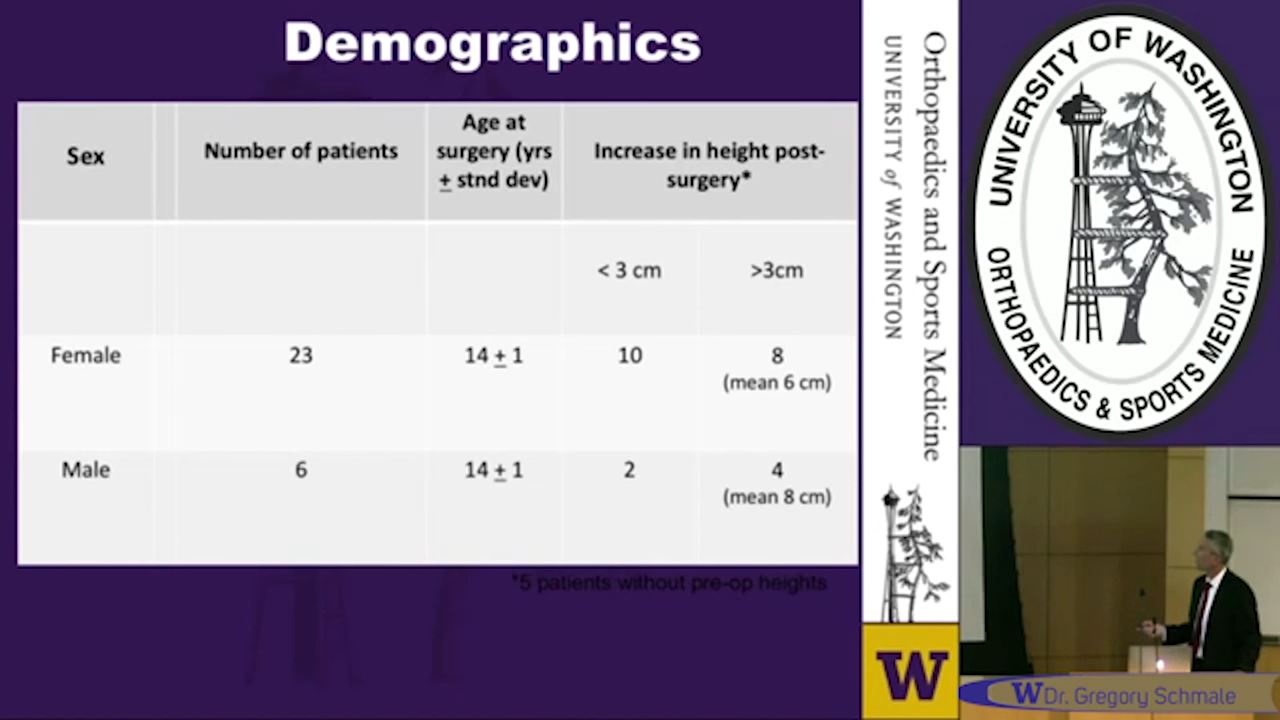 Demographics
Sex
Number of patients
Age at
surgery (yrs
+ stnd dev)
Increase in height post-
surgery*
< 3 cm
>3cm
Female
23
14 + 1
10
8
(mean 6 cm)
Male
6
14 + 1
2
4
(mean 8 cm)
*5 patients without pre-op heights
Orthopaedics and Sports Medicine
UNIVERSITY of WASHINGTON
W
UNIVERSITY OF WASHINGTON
ORTHOPAEDICS & SPORTS MEDICINE
W Dr. Gregory Schmale